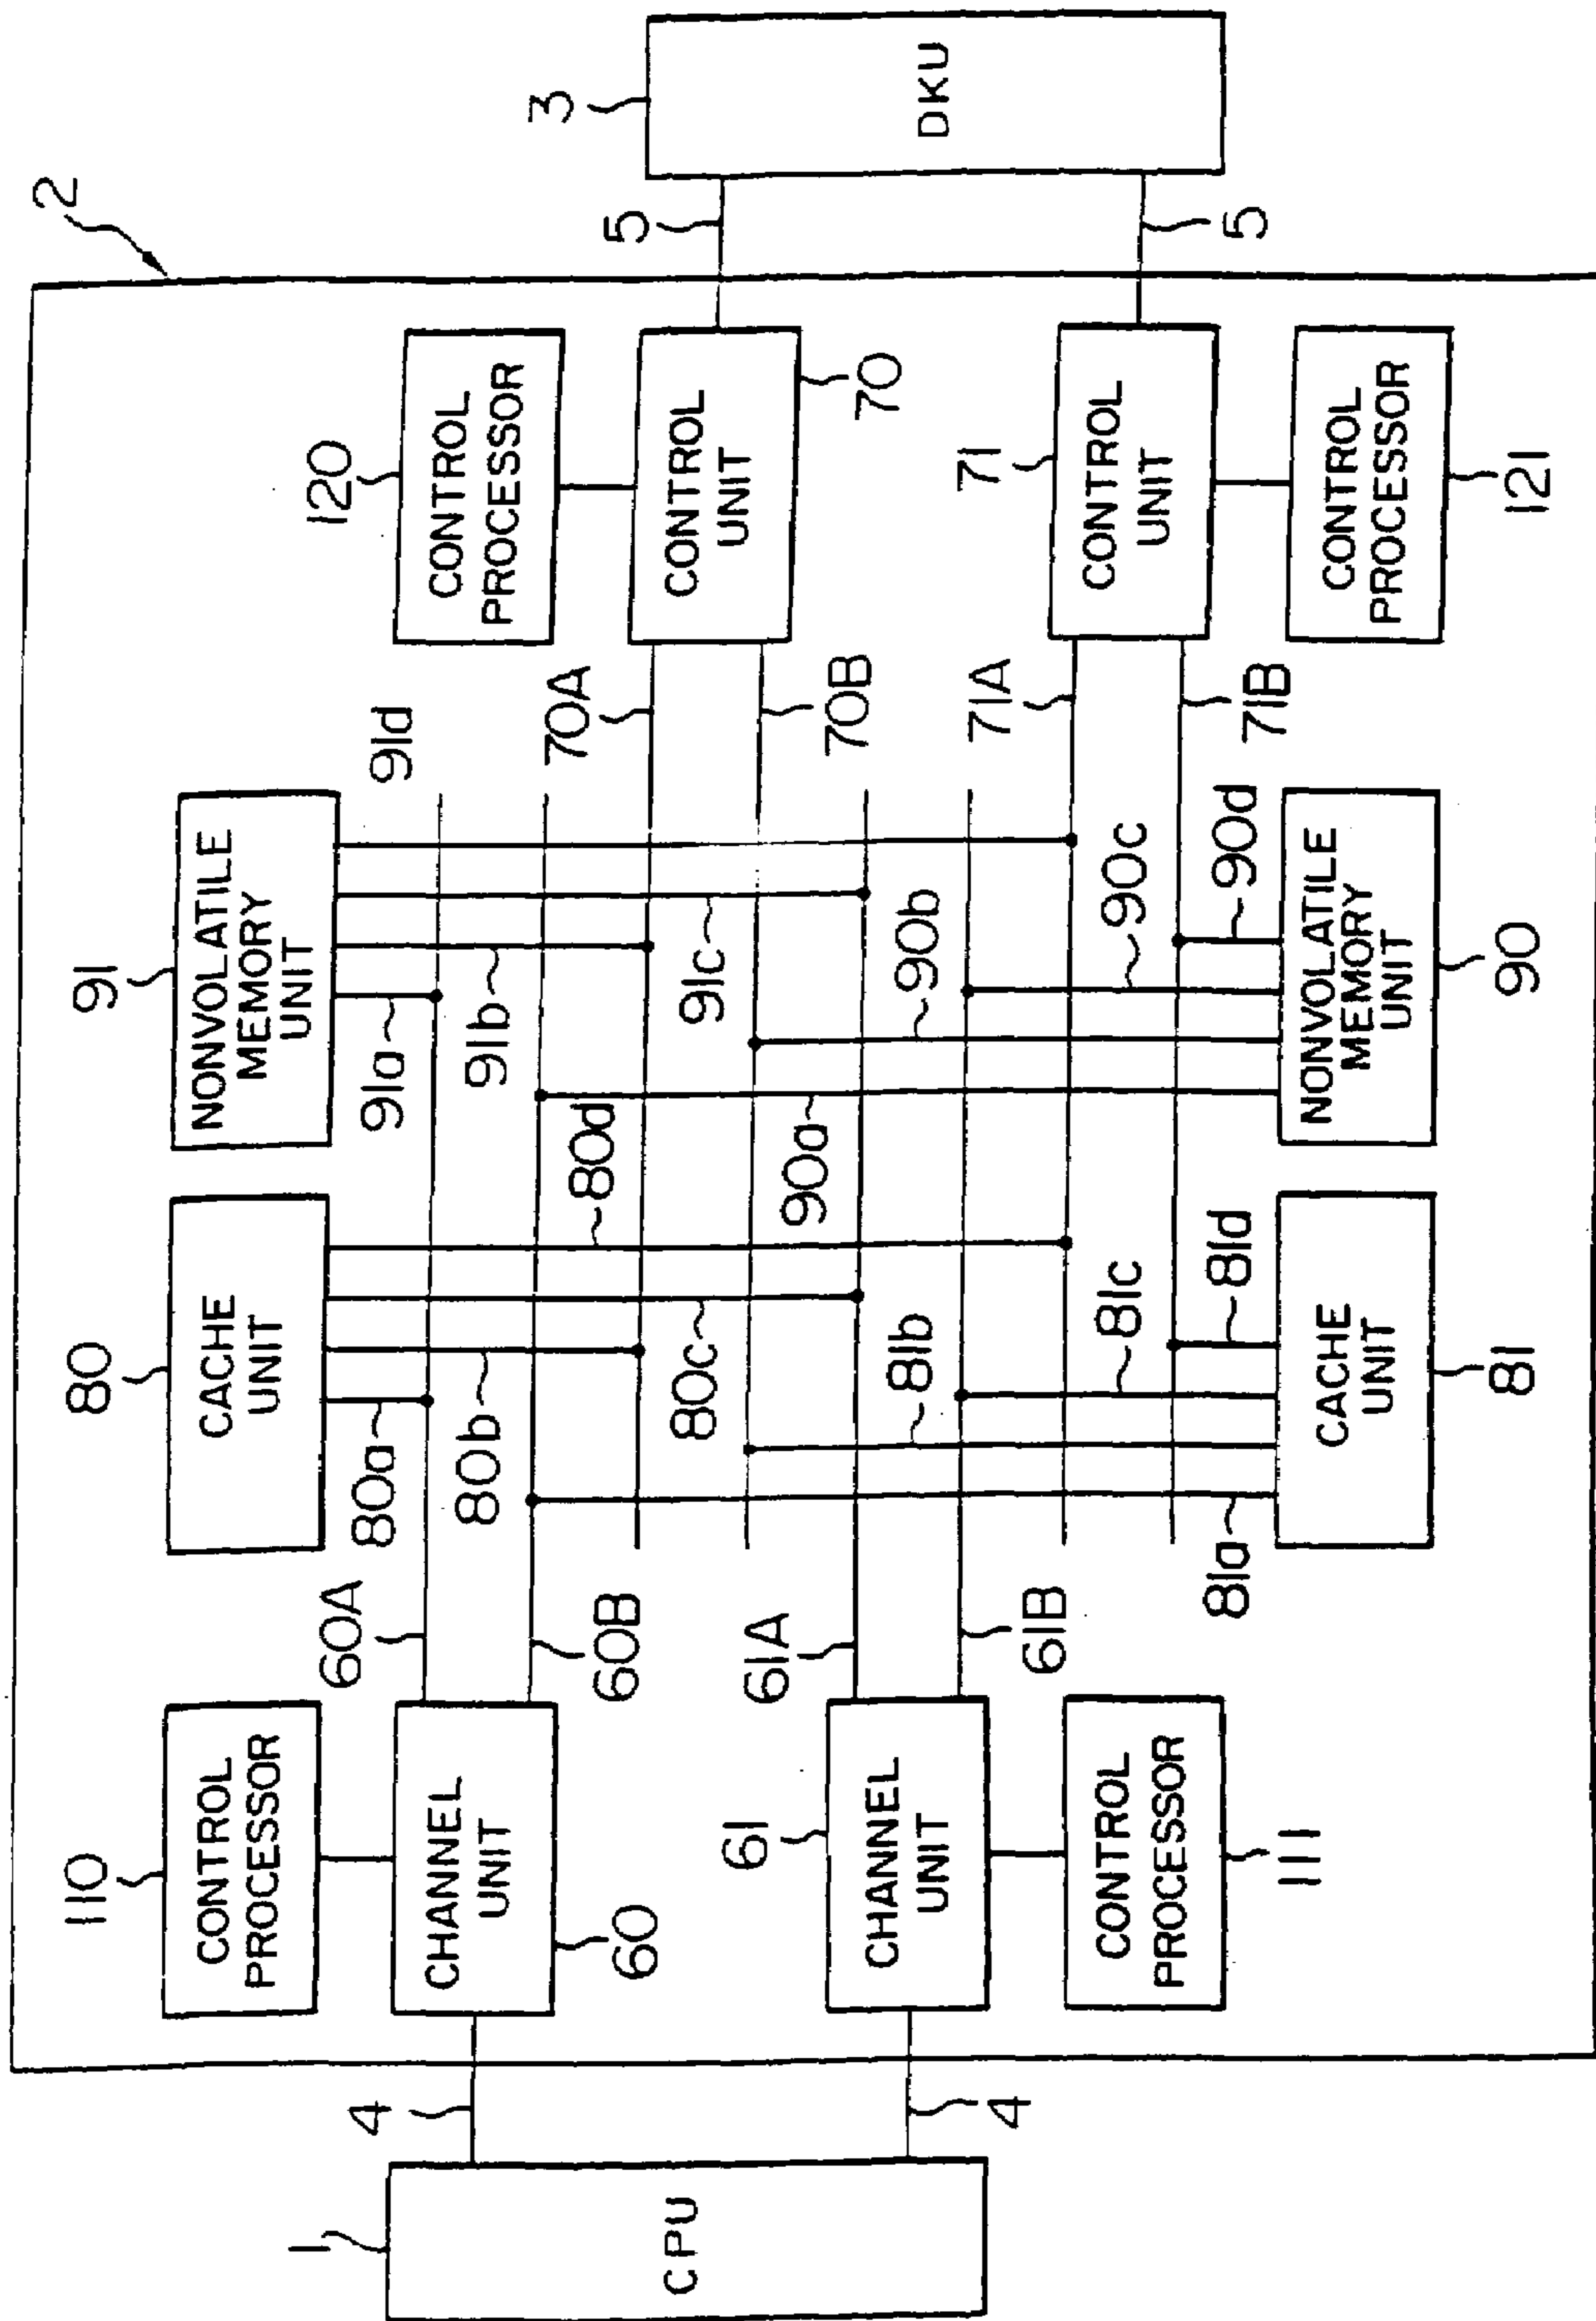 2
110
CONTROL
PROCESSOR
80
CACHE
UNIT
91
NONVOLATILE
MEMORY
UNIT
120
CONTROL
PROCESSOR
3
DKU
1
CPU
4
CHANNEL
UNIT
60
60A
60B
80a
80b
80c
80d
91a
91b
91c
91d
70A
70B
CONTROL
UNIT
70
5
4
61
CHANNEL
UNIT
61A
61B
81a
81b
81c
81d
90a
90b
90c
90d
71A
71B
71
CONTROL
UNIT
5
CONTROL
PROCESSOR
111
CACHE
UNIT
81
NONVOLATILE
MEMORY
UNIT
90
CONTROL
PROCESSOR
121